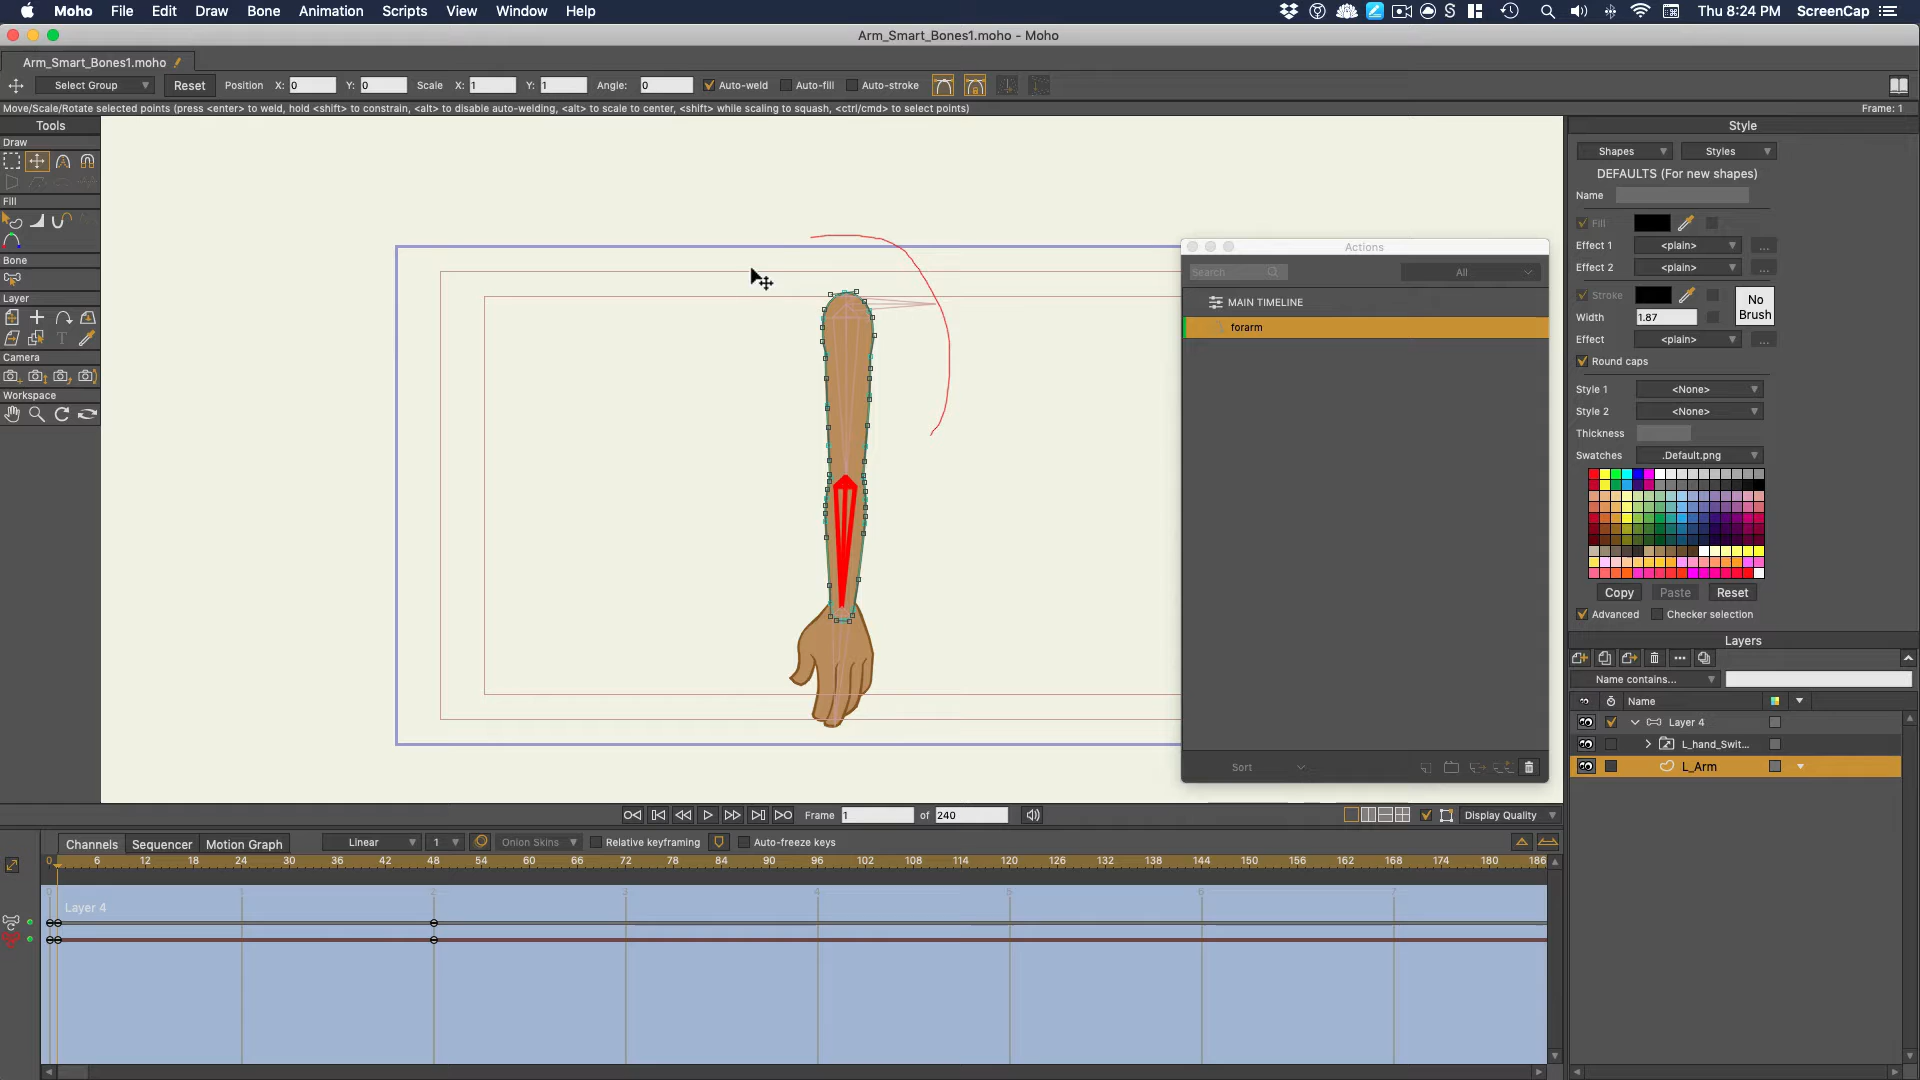 Moho File Edit Draw Bone Animation Scripts View Window Help Thu 8:24 PM ScreenCap
Arm_Smart_Bones1.moho - Moho
Arm_Smart_Bones1.moho
Select Group Reset Position X: 0 Y: 0 Scale X: 1 Y: 1 Angle: 0 Auto-weld Auto-fill Auto-stroke
Move/Scale/Rotate selected points (press <enter> to weld, hold <shift> to constrain, <alt> to disable auto-welding, <alt> to scale to center, <shift> while scaling to squash, <ctrl/cmd> to select points) Frame: 1
Tools
Draw
Fill
Bone
Layer
Camera
Workspace
Actions
Search All
MAIN TIMELINE
forarm
Sort
Style
Shapes Styles
DEFAULTS (For new shapes)
Name
Fill
Effect 1 <plain> ...
Effect 2 <plain> ...
Stroke No Brush
Width 1.87
Effect <plain> ...
Round caps
Style 1 <None>
Style 2 <None>
Thickness
Swatches .Default.png
Copy Paste Reset
Advanced Checker selection
Layers
Name contains...
Name
Layer 4
L_hand_Swit...
L_Arm
Frame 1 of 240 Display Quality
Channels Sequencer Motion Graph Linear 1 Onion Skins Relative keyframing Auto-freeze keys
0 6 12 18 24 30 36 42 48 54 60 66 72 78 84 90 96 102 108 114 120 126 132 138 144 150 156 162 168 174 180 186
0 1 2 3 4 5 6 7
Layer 4